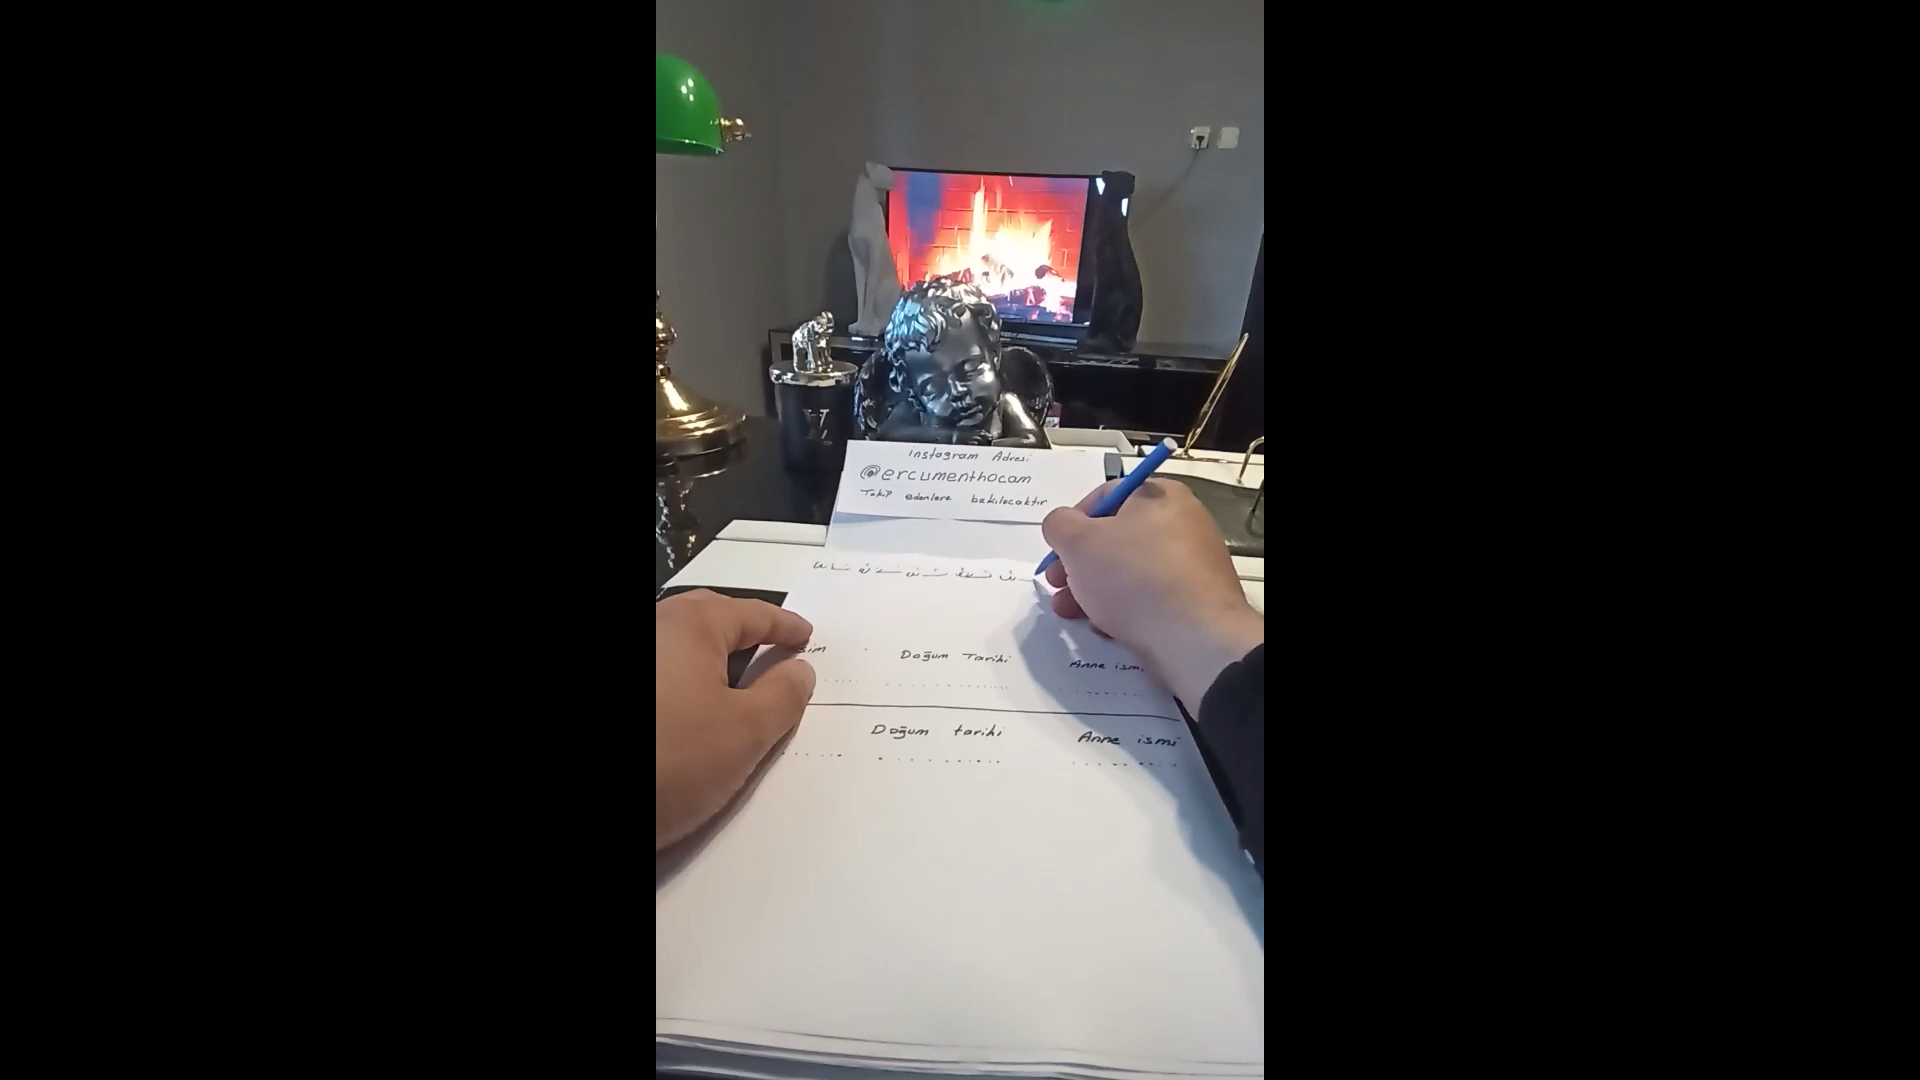 instagram Adresi
@ercumenthocam
Takip edenlere bakılacaktır
Doğum Tarihi Anne ismi
Doğum tarihi Anne ismi